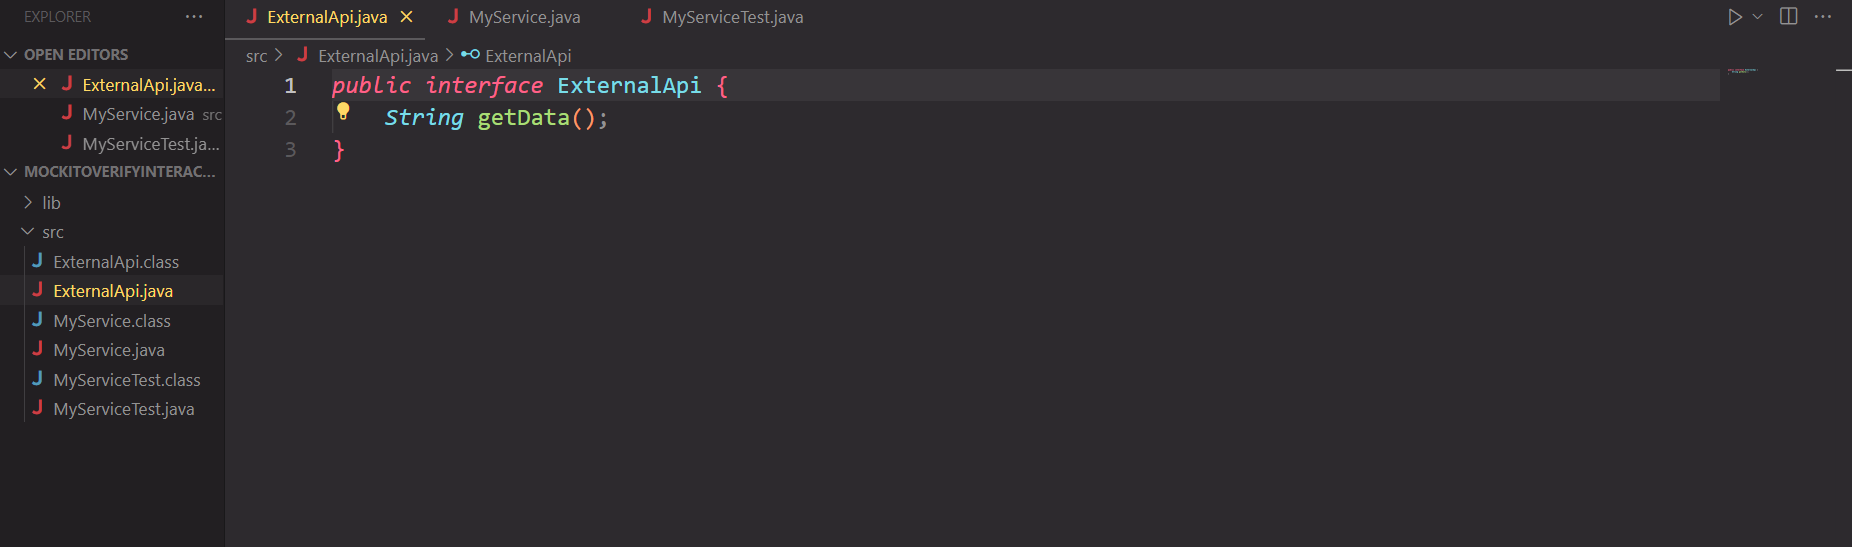 EXPLORER ...
OPEN EDITORS
ExternalApi.java...
MyService.java src
MyServiceTest.ja...
MOCKITOVERIFYINTERAC...
lib
src
ExternalApi.class
ExternalApi.java
MyService.class
MyService.java
MyServiceTest.class
MyServiceTest.java
ExternalApi.java MyService.java MyServiceTest.java
src > ExternalApi.java > ExternalApi
1 public interface ExternalApi {
2     String getData();
3 }